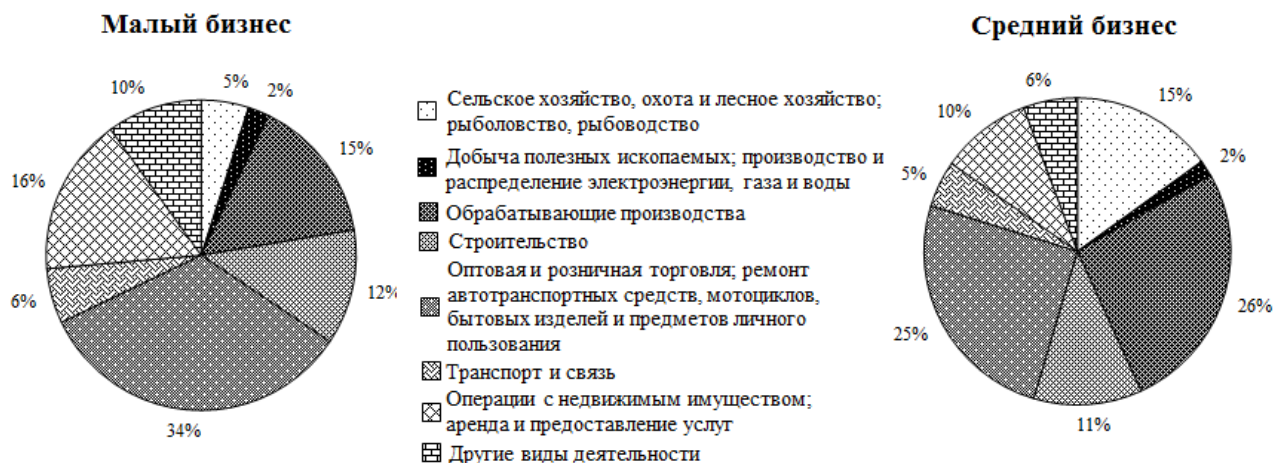 Малый бизнес
5%
2%
15%
12%
34%
6%
16%
10%
Сельское хозяйство, охота и лесное хозяйство;
рыболовство, рыбоводство
Добыча полезных ископаемых; производство и
распределение электроэнергии, газа и воды
Обрабатывающие производства
Строительство
Оптовая и розничная торговля; ремонт
автотранспортных средств, мотоциклов,
бытовых изделей и предметов личного
пользования
Транспорт и связь
Операции с недвижимым имуществом;
аренда и предоставление услуг
Другие виды деятельности
Средний бизнес
15%
2%
26%
11%
25%
5%
10%
6%